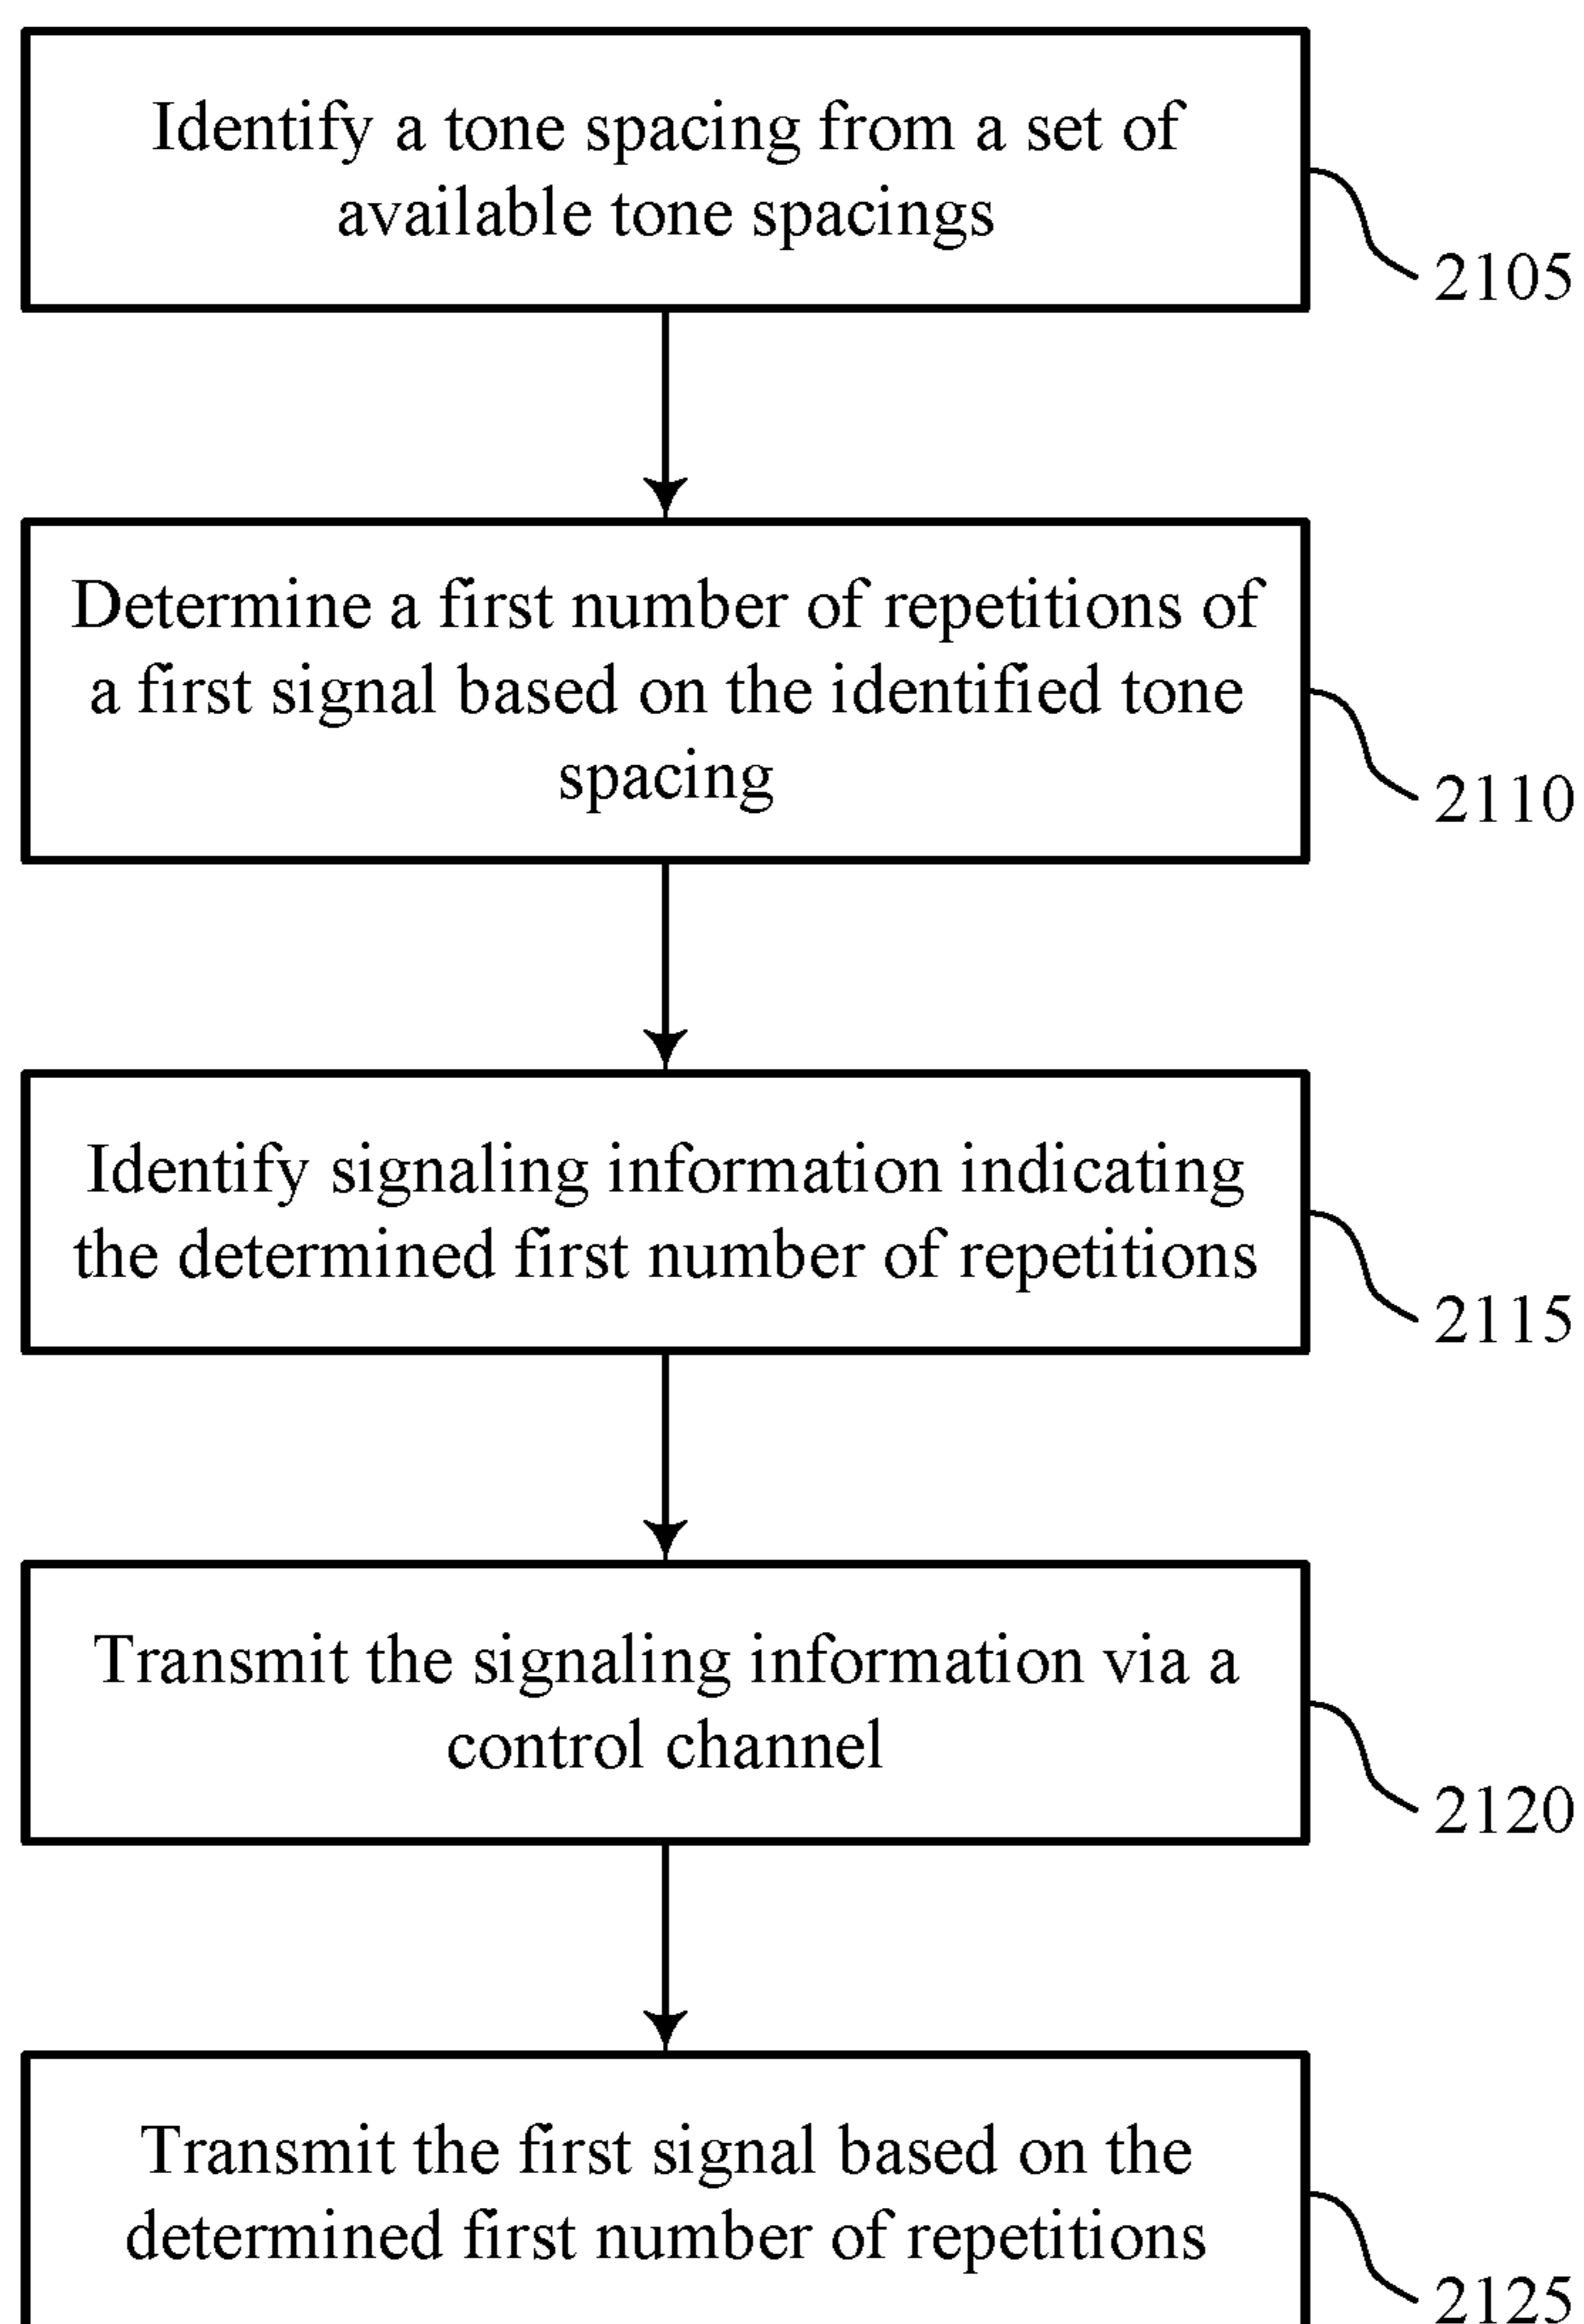 Identify a tone spacing from a set of
available tone spacings
2105
Determine a first number of repetitions of
a first signal based on the identified tone
spacing
2110
Identify signaling information indicating
the determined first number of repetitions
2115
Transmit the signaling information via a
control channel
2120
Transmit the first signal based on the
determined first number of repetitions
2125